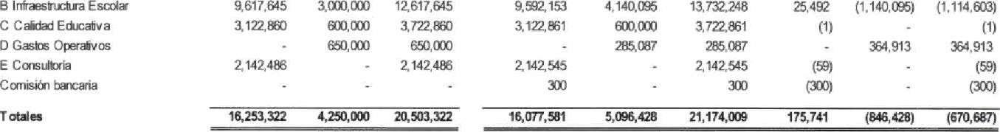 B Infraestructura Escolar 9,617,645 3,000,000 12,617,645 9,592,153 4,140,095 13,732,248 25,492 (1,140,095) (1,114,603)
C Calidad Educativa 3,122,860 600,000 3,722,860 3,122,861 600,000 3,722,861 (1) - (1)
D Gastos Operativos - 650,000 650,000 - 285,087 285,087 - 364,913 364,913
E Consultoría 2,142,486 - 2,142,486 2,142,545 - 2,142,545 (59) - (59)
Comisión bancaria - - - 300 300 (300) - (300)
Totales 16,253,322 4,250,000 20,503,322 16,077,581 5,096,428 21,174,009 175,741 (846,428) (670,687)